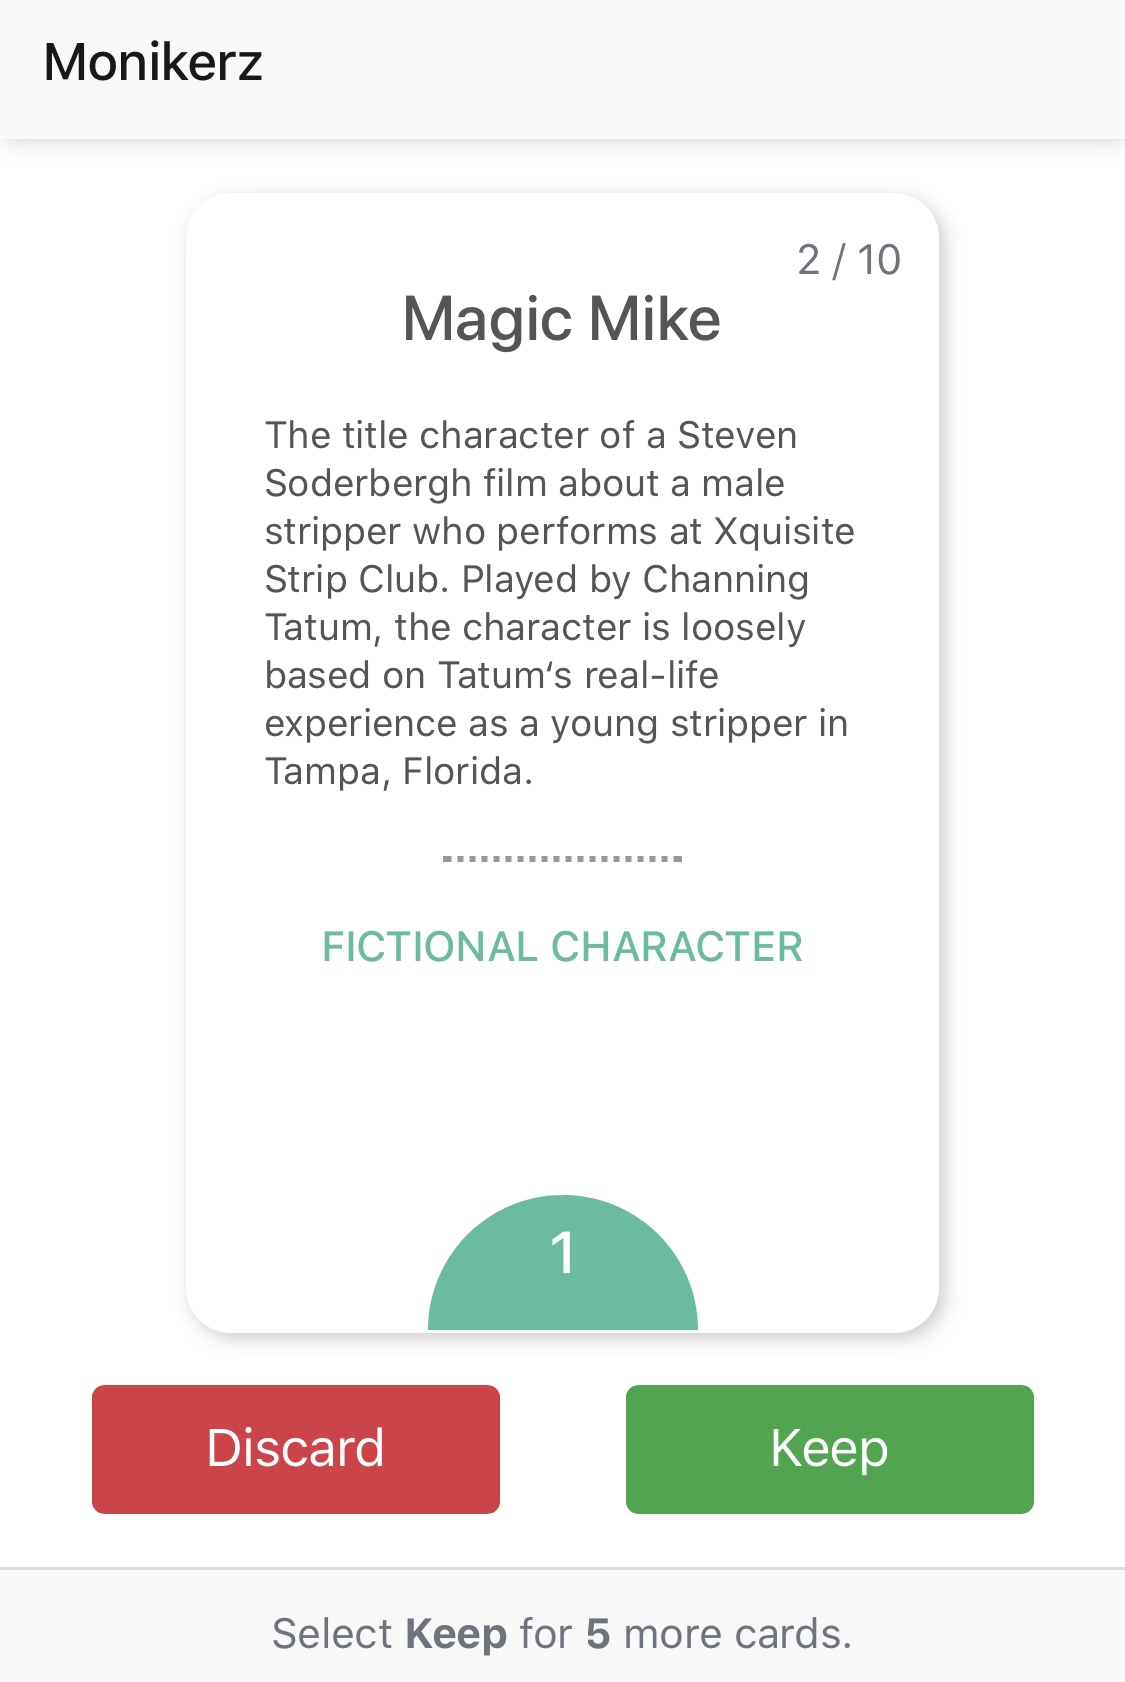 Monikerz
2 / 10
Magic Mike
The title character of a Steven
Soderbergh film about a male
stripper who performs at Xquisite
Strip Club. Played by Channing
Tatum, the character is loosely
based on Tatum‘s real-life
experience as a young stripper in
Tampa, Florida.
FICTIONAL CHARACTER
1
Discard
Keep
Select Keep for 5 more cards.